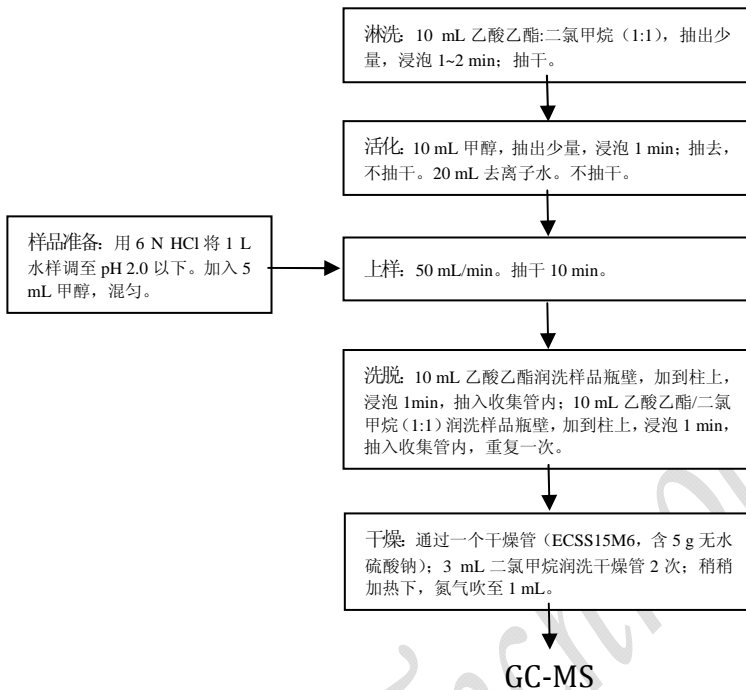 淋洗: 10 mL 乙酸乙酯:二氯甲烷（1:1），抽出少
量，浸泡 1~2 min；抽干。
活化: 10 mL 甲醇，抽出少量，浸泡 1 min；抽去，
不抽干。20 mL 去离子水。不抽干。
样品准备: 用 6 N HCl 将 1 L
水样调至 pH 2.0 以下。加入 5
mL 甲醇，混匀。
上样: 50 mL/min。抽干 10 min。
洗脱: 10 mL 乙酸乙酯润洗样品瓶壁，加到柱上，
浸泡 1min，抽入收集管内；10 mL 乙酸乙酯/二氯
甲烷（1:1）润洗样品瓶壁，加到柱上，浸泡 1 min，
抽入收集管内，重复一次。
干燥: 通过一个干燥管（ECSS15M6，含 5 g 无水
硫酸钠）；3 mL 二氯甲烷润洗干燥管 2 次；稍稍
加热下，氮气吹至 1 mL。
GC-MS